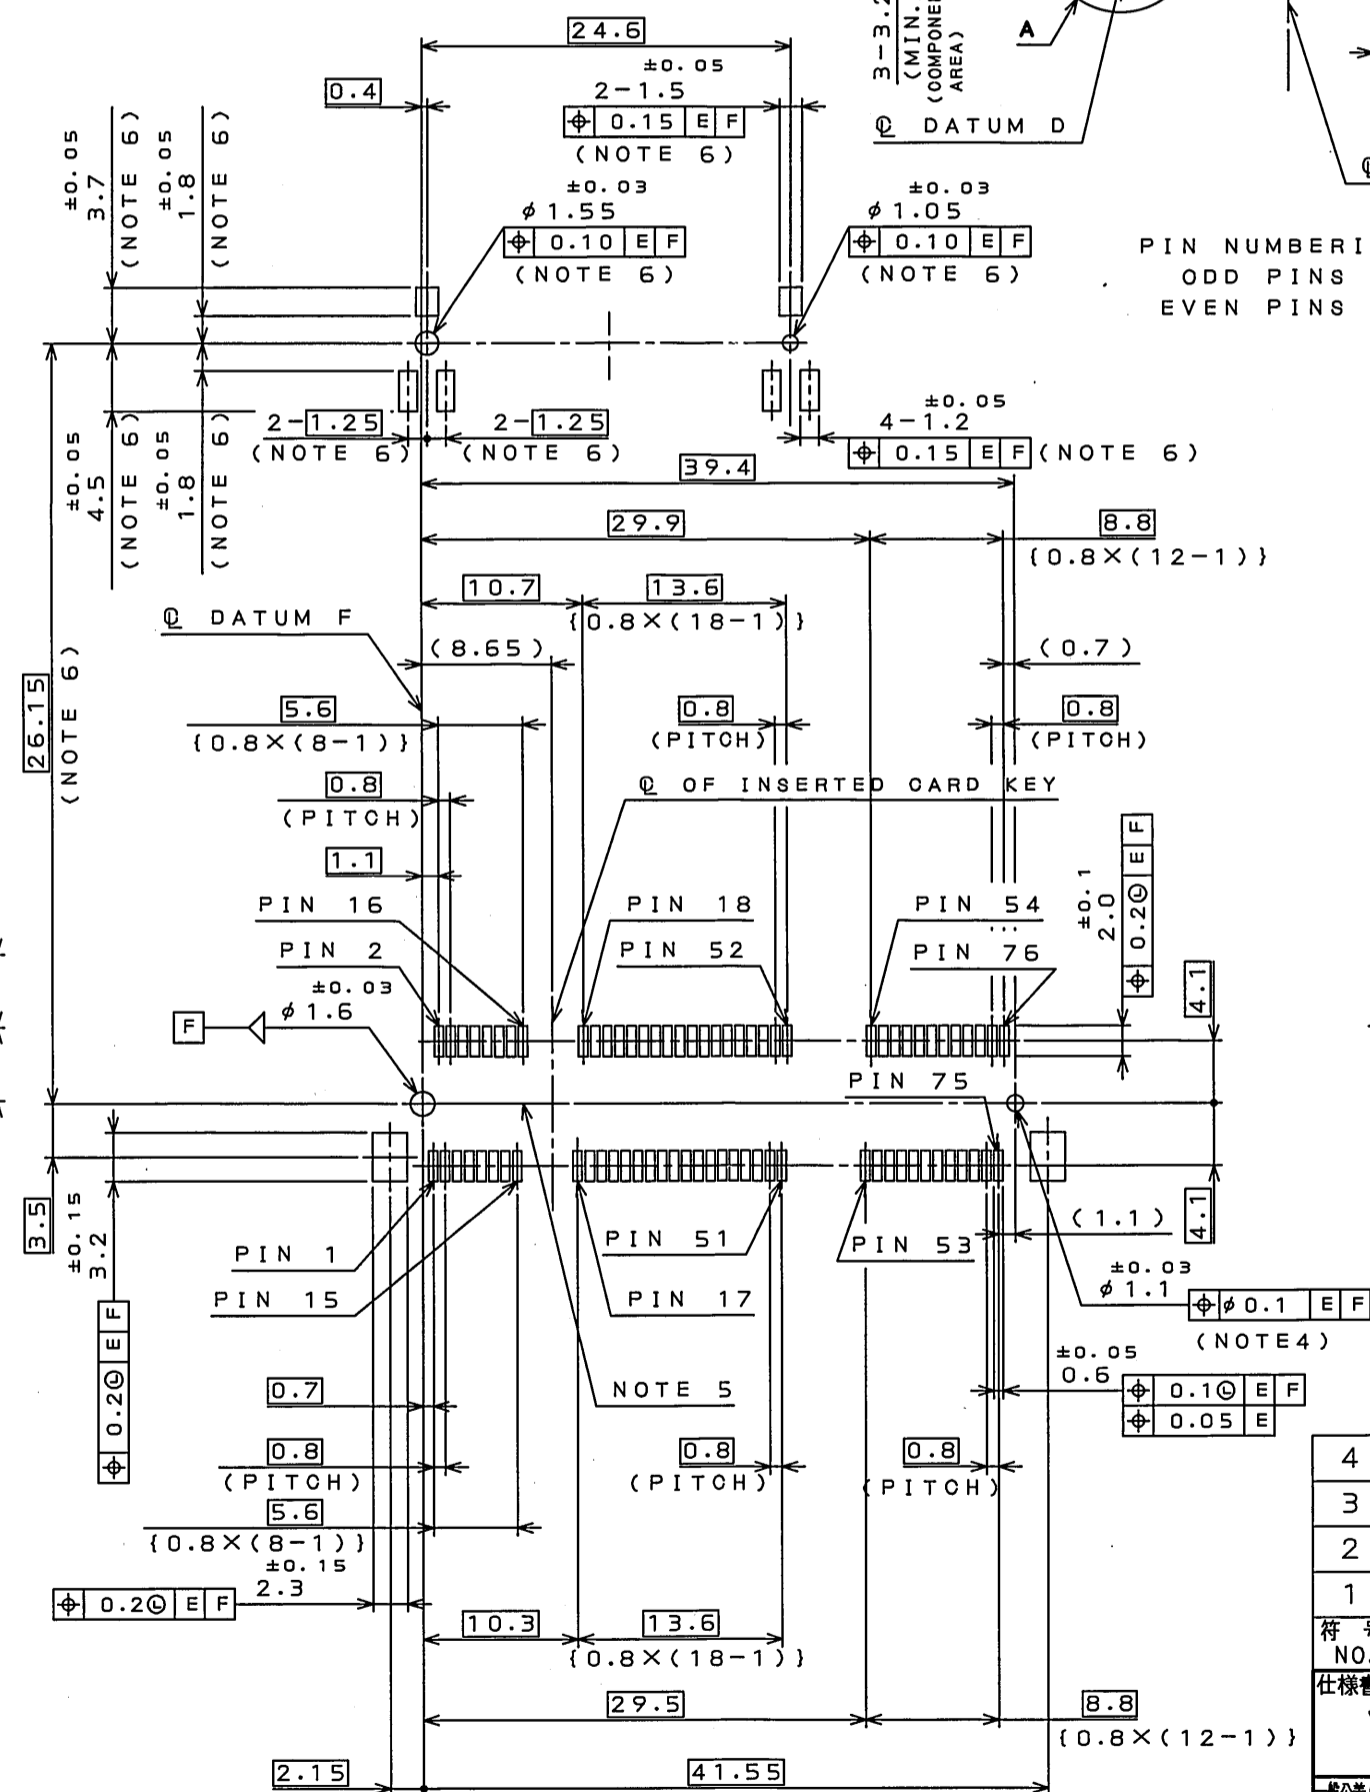 24.6
±0.05
2-1.5
⌖ 0.15 E F
(NOTE 6)
0.4
3-3.2
(MIN.
(COMPONE
AREA)
A
℄ DATUM D
±0.05
3.7
(NOTE 6)
±0.05
1.8
(NOTE 6)
±0.03
φ1.55
⌖ 0.10 E F
(NOTE 6)
±0.03
φ1.05
⌖ 0.10 E F
(NOTE 6)
PIN NUMBERI
ODD PINS
EVEN PINS
±0.05
4.5
(NOTE 6)
±0.05
1.8
(NOTE 6)
2-1.25
(NOTE 6)
2-1.25
(NOTE 6)
±0.05
4-1.2
⌖ 0.15 E F (NOTE 6)
39.4
29.9
8.8
{0.8×(12-1)}
10.7
13.6
{0.8×(18-1)}
℄ DATUM F
(8.65)
(0.7)
26.15
(NOTE 6)
5.6
{0.8×(8-1)}
0.8
(PITCH)
0.8
(PITCH)
0.8
(PITCH)
℄ OF INSERTED CARD KEY
1.1
PIN 16
PIN 18
PIN 54
PIN 2
PIN 52
PIN 76
±0.1
2.0
⌖ 0.2Ⓛ E F
4.1
F
±0.03
φ1.6
PIN 75
3.5
±0.15
3.2
⌖ 0.2Ⓛ E F
PIN 1
PIN 51
PIN 53
(1.1)
4.1
PIN 15
PIN 17
±0.03
φ1.1
⌖ φ0.1 E F
(NOTE4)
NOTE 5
±0.05
0.6
⌖ 0.1Ⓛ E F
⌖ 0.05 E
0.7
0.8
(PITCH)
0.8
(PITCH)
0.8
(PITCH)
5.6
{0.8×(8-1)}
±0.15
2.3
⌖ 0.2Ⓛ E F
10.3
13.6
{0.8×(18-1)}
29.5
8.8
{0.8×(12-1)}
2.15
41.55
4
3
2
1
符
NO.
仕様